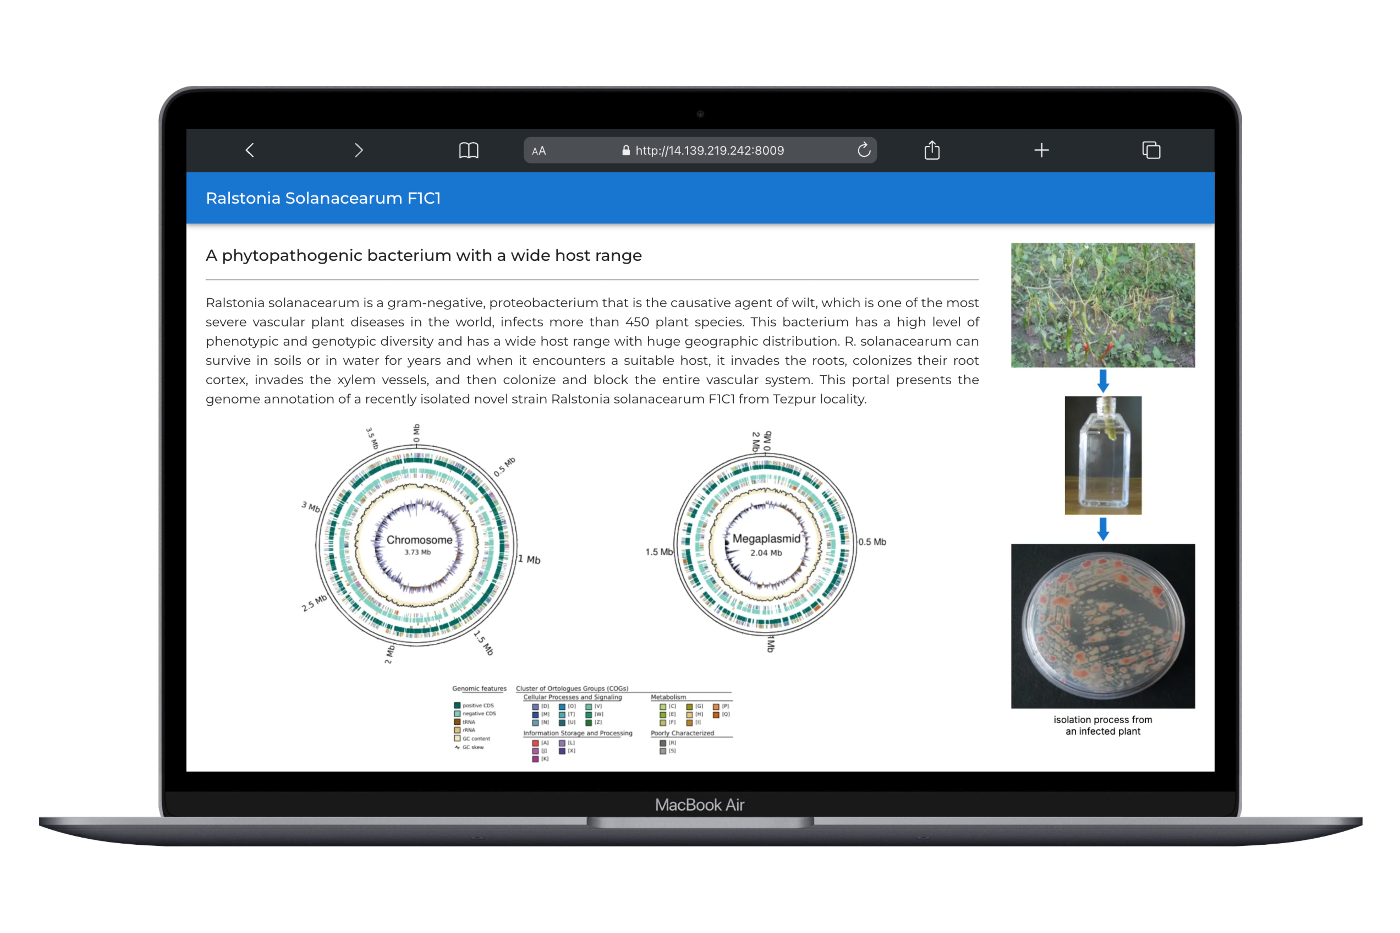 AA
http://14.139.219.242:8009
Ralstonia Solanacearum F1C1
A phytopathogenic bacterium with a wide host range
Ralstonia solanacearum is a gram-negative, proteobacterium that is the causative agent of wilt, which is one of the most
severe vascular plant diseases in the world, infects more than 450 plant species. This bacterium has a high level of
phenotypic and genotypic diversity and has a wide host range with huge geographic distribution. R. solanacearum can
survive in soils or in water for years and when it encounters a suitable host, it invades the roots, colonizes their root
cortex, invades the xylem vessels, and then colonize and block the entire vascular system. This portal presents the
genome annotation of a recently isolated novel strain Ralstonia solanacearum F1C1 from Tezpur locality.
0 Mb
0.5 Mb
1 Mb
1.5 Mb
2 Mb
2.5 Mb
3 Mb
3.5 Mb
Chromosome
3.73 Mb
0 Mb
0.5 Mb
1 Mb
1.5 Mb
2 Mb
Megaplasmid
2.04 Mb
Genomic features
positive CDS
negative CDS
tRNA
rRNA
GC content
GC skew
Cluster of Ortologues Groups (COGs)
Cellular Processes and Signaling
[D] [O] [V]
[M] [T] [W]
[N] [U] [Z]
Information Storage and Processing
[A] [L]
[J] [X]
[K]
Metabolism
[C] [G] [P]
[E] [H] [Q]
[F] [I]
Poorly Characterized
[R]
[S]
isolation process from
an infected plant
MacBook Air